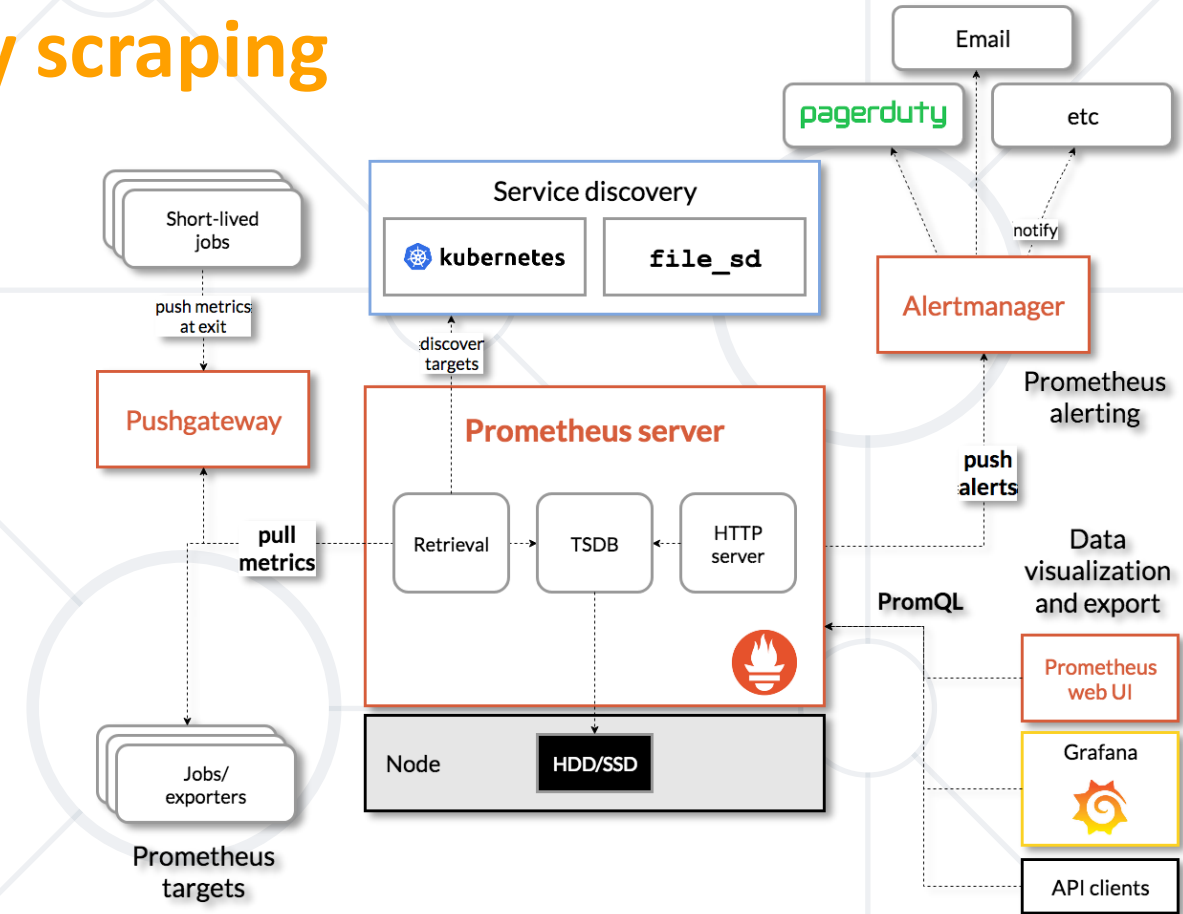 y scraping
Email
pagerduty
etc
Service discovery
kubernetes
file_sd
Short-lived
jobs
notify
push metrics
at exit
Alertmanager
discover
targets
Prometheus
alerting
Pushgateway
Prometheus server
push
alerts
pull
metrics
Retrieval
TSDB
HTTP
server
Data
visualization
and export
PromQL
Prometheus
web UI
Node
HDD/SSD
Grafana
Jobs/
exporters
Prometheus
targets
API clients